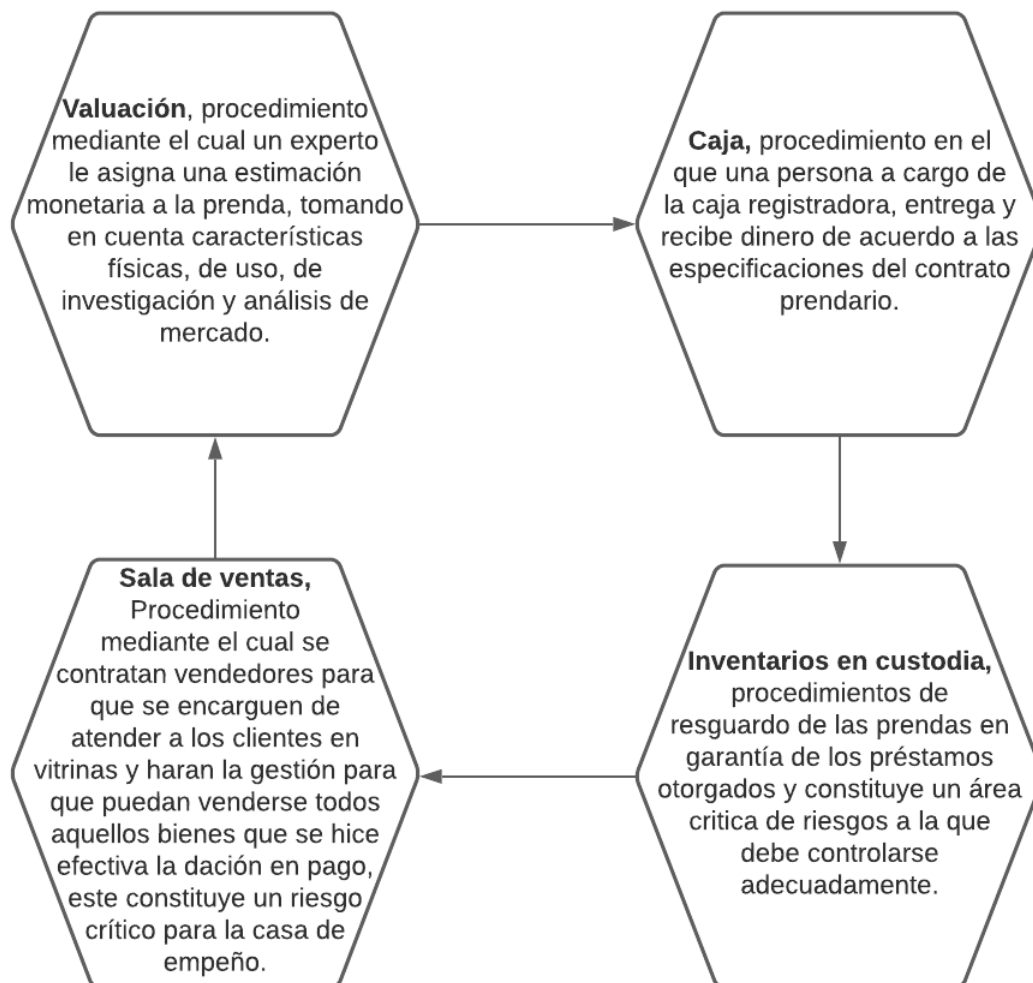 Valuación, procedimiento
mediante el cual un experto
le asigna una estimación
monetaria a la prenda, tomando
en cuenta características
físicas, de uso, de
investigación y análisis de
mercado.
Caja, procedimiento en el
que una persona a cargo de
la caja registradora, entrega y
recibe dinero de acuerdo a las
especificaciones del contrato
prendario.
Sala de ventas,
Procedimiento
mediante el cual se
contratan vendedores para
que se encarguen de
atender a los clientes en
vitrinas y haran la gestión para
que puedan venderse todos
aquellos bienes que se hice
efectiva la dación en pago,
este constituye un riesgo
crítico para la casa de
empeño.
Inventarios en custodia,
procedimientos de
resguardo de las prendas en
garantía de los préstamos
otorgados y constituye un área
critica de riesgos a la que
debe controlarse
adecuadamente.